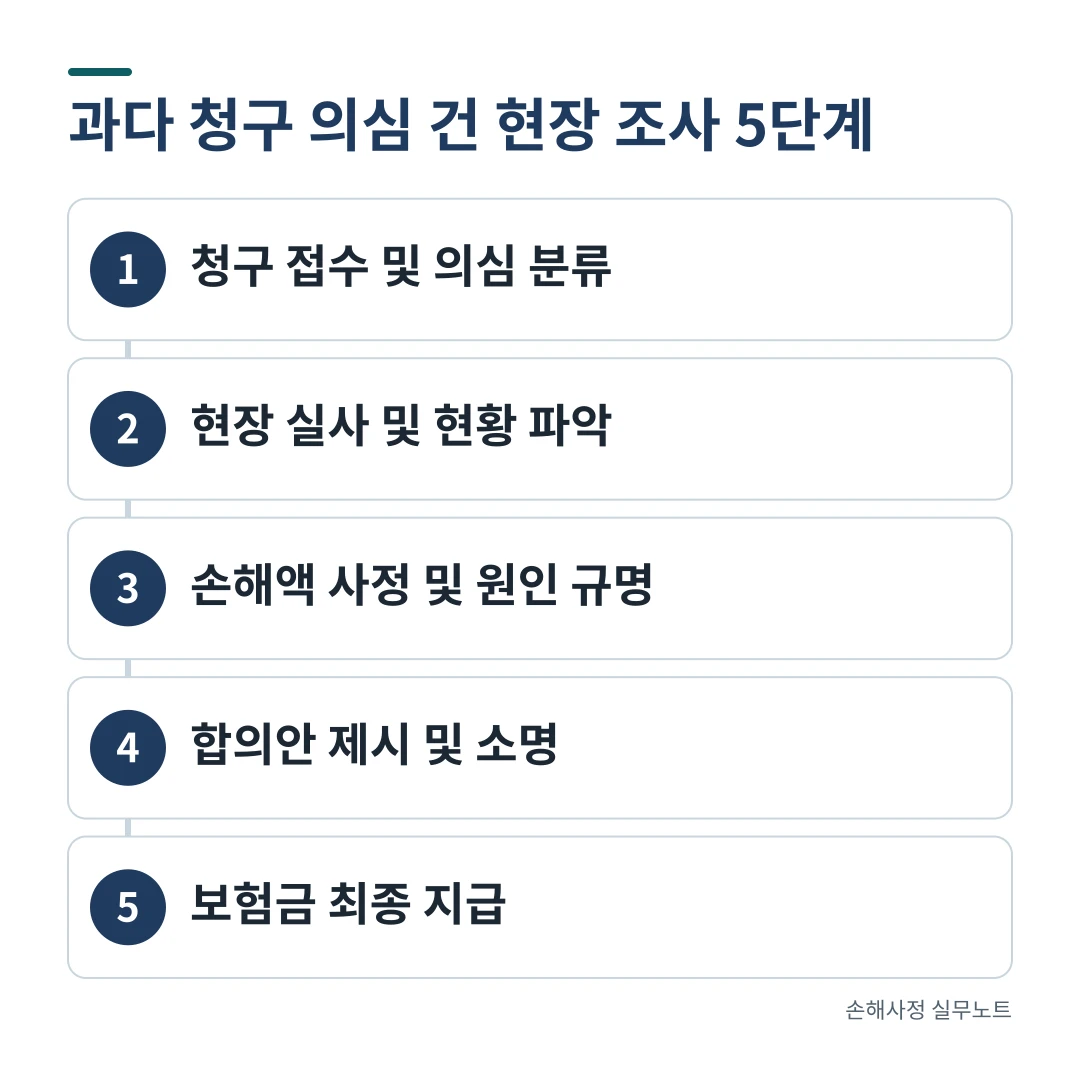 과다 청구 의심 건 현장 조사 5단계
1 청구 접수 및 의심 분류
2 현장 실사 및 현황 파악
3 손해액 사정 및 원인 규명
4 합의안 제시 및 소명
5 보험금 최종 지급
손해사정 실무노트